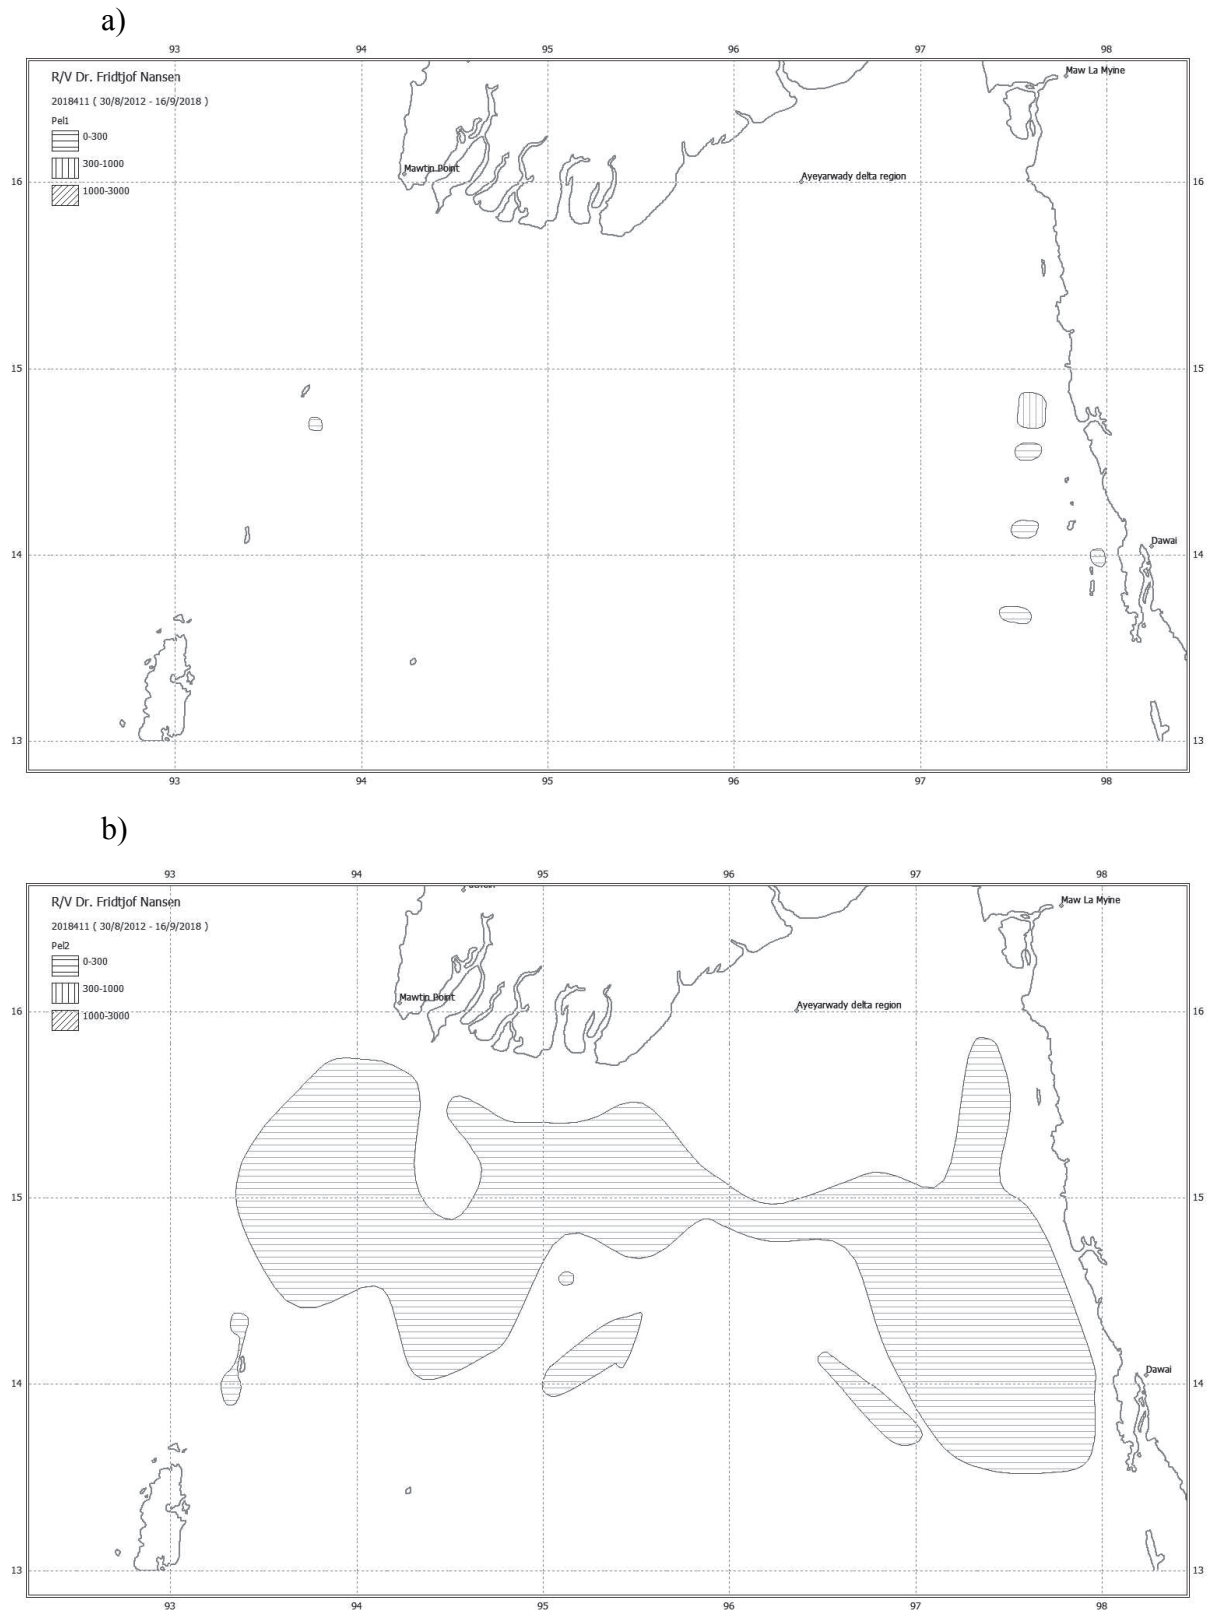 a)
93 94 95 96 97 98
R/V Dr. Fridtjof Nansen
2018411 ( 30/8/2012 - 16/9/2018 )
Pel1
0-300
300-1000
1000-3000
Maw La Myine
Mawtin Point
Ayeyarwady delta region
16 16
15 15
Dawai
14 14
13 13
93 94 95 96 97 98
b)
93 94 95 96 97 98
R/V Dr. Fridtjof Nansen
2018411 ( 30/8/2012 - 16/9/2018 )
Pel2
0-300
300-1000
1000-3000
Maw La Myine
Mawtin Point
Ayeyarwady delta region
16 16
15 15
Dawai
14 14
13 13
93 94 95 96 97 98